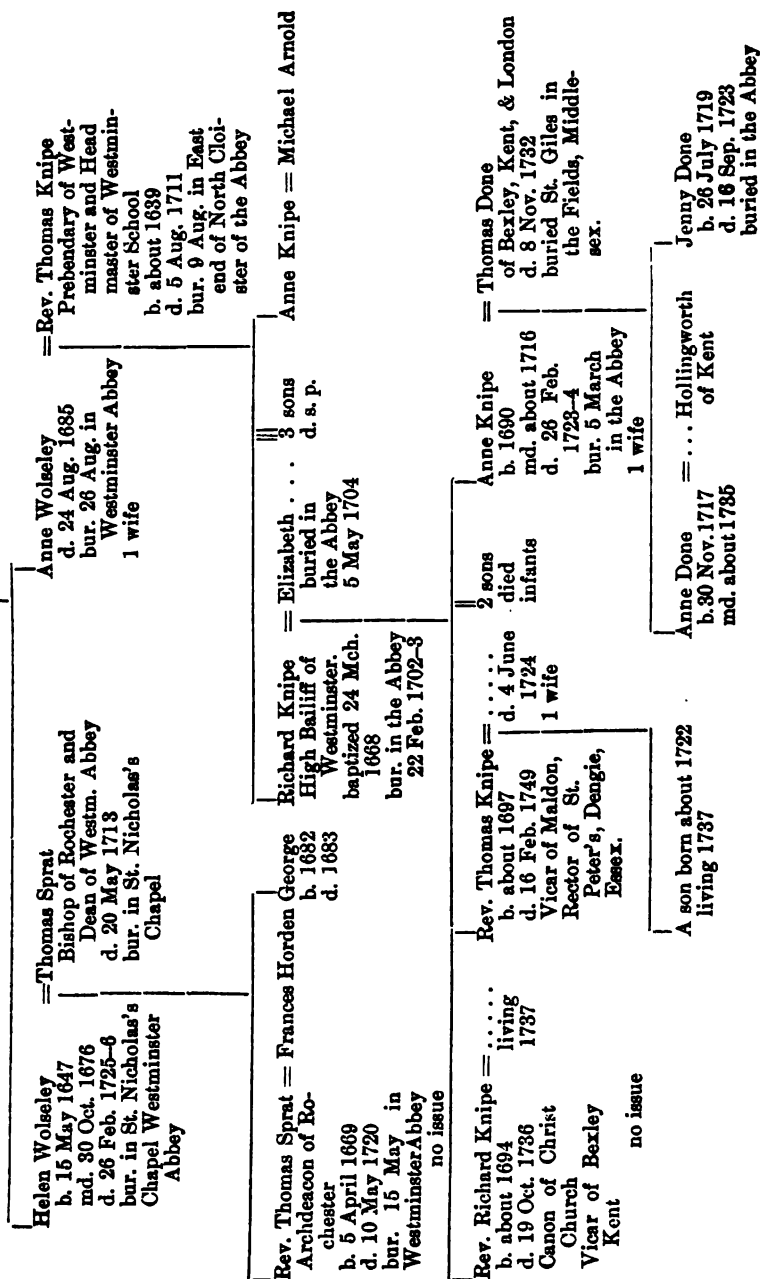 Helen Wolseley
b. 15 May 1647
md. 30 Oct. 1676
d. 26 Feb. 1725–6
bur. in St. Nicholas's
Chapel Westminster
Abbey
=Thomas Sprat
Bishop of Rochester and
Dean of Westm. Abbey
d. 20 May 1713
bur. in St. Nicholas's
Chapel
Anne Wolseley
d. 24 Aug. 1685
bur. 26 Aug. in
Westminster Abbey
1 wife
=Rev. Thomas Knipe
Prebendary of West-
minster and Head
master of Westmin-
ster School
b. about 1639
d. 5 Aug. 1711
bur. 9 Aug. in East
end of North Cloi-
ster of the Abbey
Rev. Thomas Sprat = Frances Horden
Archdeacon of Ro-
chester
b. 5 April 1669
d. 10 May 1720
bur. 15 May in
Westminster Abbey
no issue
George
b. 1682
d. 1683
Richard Knipe
High Bailiff of
Westminster.
baptized 24 Mch.
1668
bur. in the Abbey
22 Feb. 1702–3
= Elizabeth . . .
buried in
the Abbey
5 May 1704
3 sons
d. s. p.
Anne Knipe = Michael Arnold
Rev. Richard Knipe = . . . . .
b. about 1694
d. 19 Oct. 1736
Canon of Christ
Church
Vicar of Bexley
Kent
no issue
living
1737
Rev. Thomas Knipe = . . . . . .
b. about 1697
d. 16 Feb. 1749
Vicar of Maldon,
Rector of St.
Peter's, Dengie,
Essex.
d. 4 June
1724
1 wife
2 sons
died
infants
Anne Knipe
b. 1690
md. about 1716
d. 26 Feb.
1723–4
bur. 5 March
in the Abbey
1 wife
= Thomas Done
of Bexley, Kent, & London
d. 8 Nov. 1732
buried St. Giles in
the Fields, Middle-
sex.
A son born about 1722
living 1737
Anne Done
b. 30 Nov. 1717
md. about 1735
= . . . Hollingworth
of Kent
Jenny Done
b. 26 July 1719
d. 16 Sep. 1723
buried in the Abbey